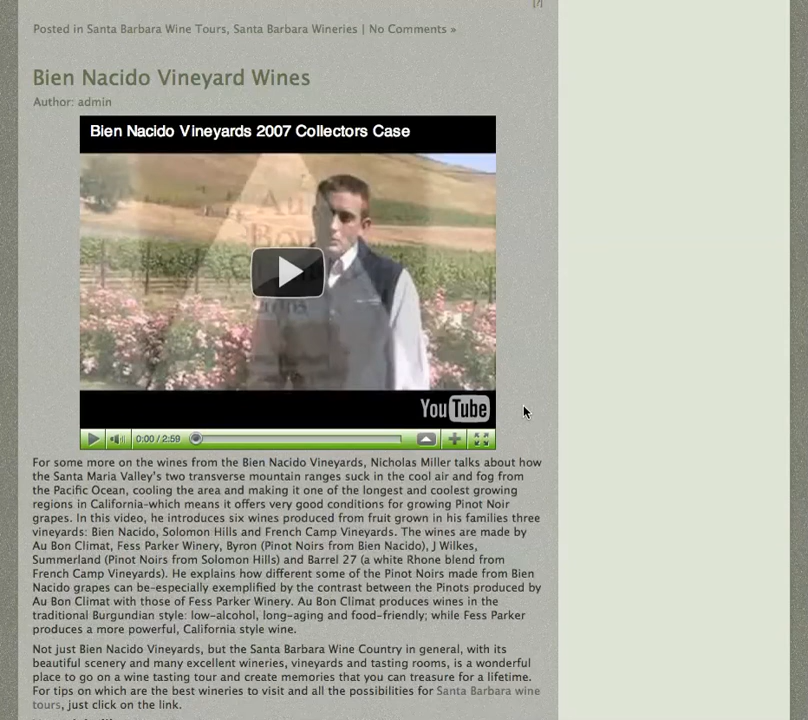 Posted in Santa Barbara Wine Tours, Santa Barbara Wineries | No Comments »
Bien Nacido Vineyard Wines
Author: admin
Bien Nacido Vineyards 2007 Collectors Case
Au
Bon
YouTube
0:00 / 2:59
For some more on the wines from the Bien Nacido Vineyards, Nicholas Miller talks about how
the Santa Maria Valley's two transverse mountain ranges suck in the cool air and fog from
the Pacific Ocean, cooling the area and making it one of the longest and coolest growing
regions in California–which means it offers very good conditions for growing Pinot Noir
grapes. In this video, he introduces six wines produced from fruit grown in his families three
vineyards: Bien Nacido, Solomon Hills and French Camp Vineyards. The wines are made by
Au Bon Climat, Fess Parker Winery, Byron (Pinot Noirs from Bien Nacido), J Wilkes,
Summerland (Pinot Noirs from Solomon Hills) and Barrel 27 (a white Rhone blend from
French Camp Vineyards). He explains how different some of the Pinot Noirs made from Bien
Nacido grapes can be–especially exemplified by the contrast between the Pinots produced by
Au Bon Climat with those of Fess Parker Winery. Au Bon Climat produces wines in the
traditional Burgundian style: low-alcohol, long-aging and food-friendly; while Fess Parker
produces a more powerful, California style wine.
Not just Bien Nacido Vineyards, but the Santa Barbara Wine Country in general, with its
beautiful scenery and many excellent wineries, vineyards and tasting rooms, is a wonderful
place to go on a wine tasting tour and create memories that you can treasure for a lifetime.
For tips on which are the best wineries to visit and all the possibilities for Santa Barbara wine
tours, just click on the link.